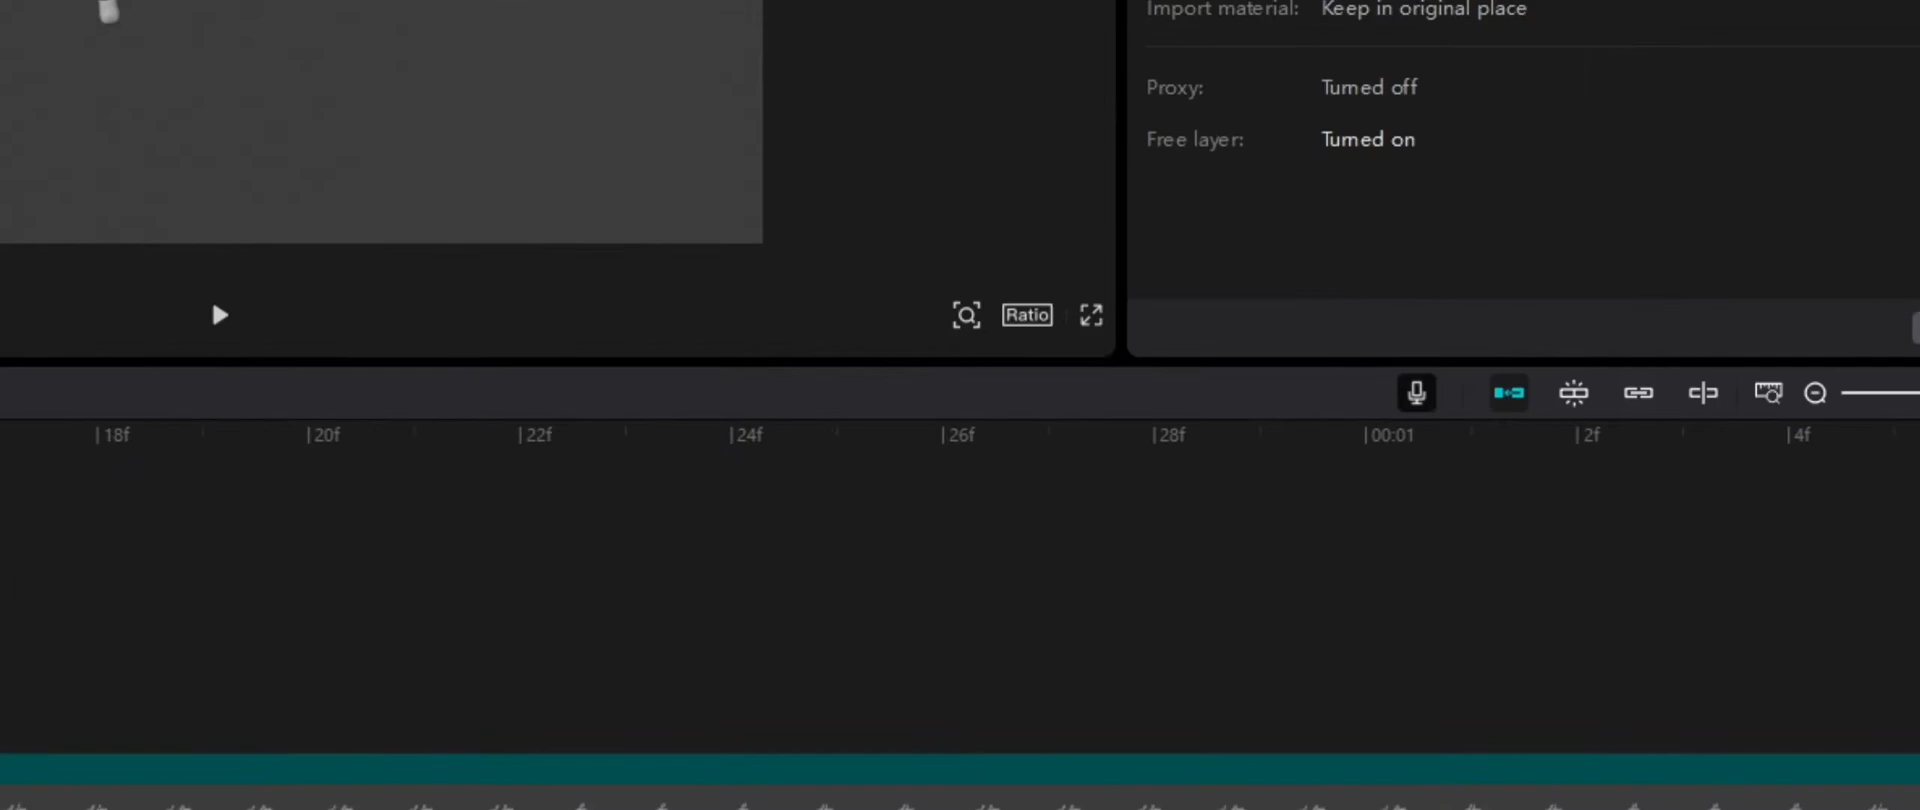 Import material: Keep in original place
Proxy: Turned off
Free layer: Turned on
Ratio
18f 20f 22f 24f 26f 28f 00:01 2f 4f